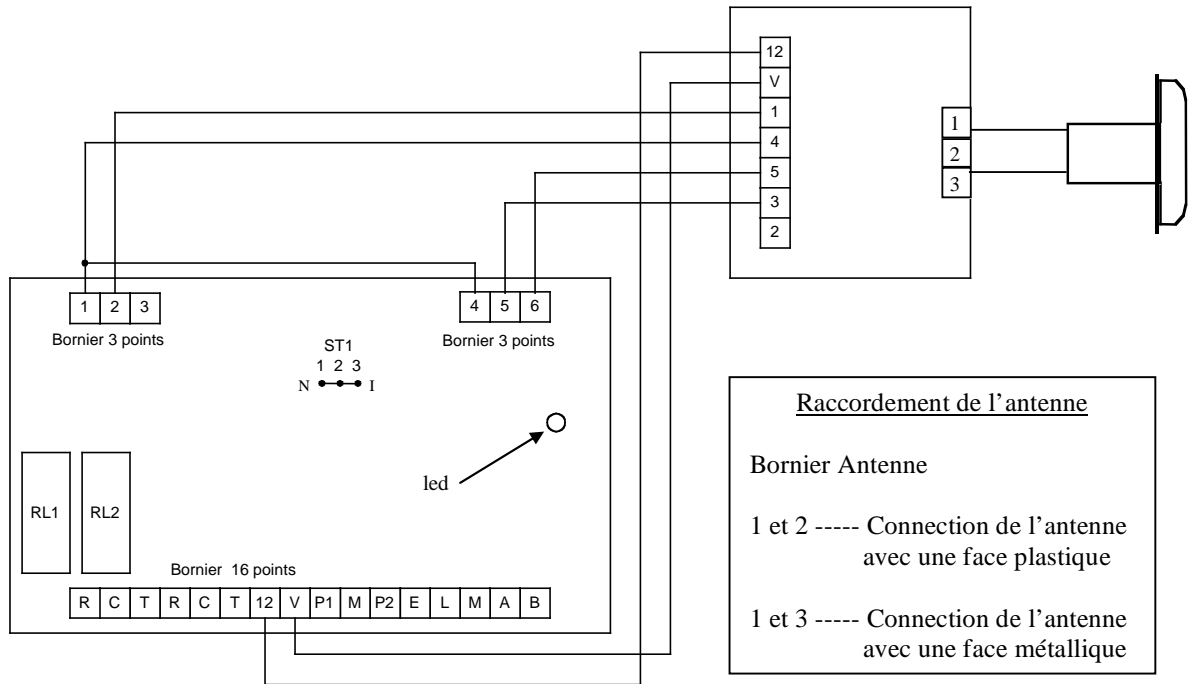 12
V
1
4
5
3
2
1
2
3
1 2 3
Bornier 3 points
4 5 6
Bornier 3 points
ST1
1 2 3
N I
led
RL1 RL2
Bornier 16 points
R C T R C T 12 V P1 M P2 E L M A B
Raccordement de l’antenne
Bornier Antenne
1 et 2 ----- Connection de l’antenne
avec une face plastique
1 et 3 ----- Connection de l’antenne
avec une face métallique